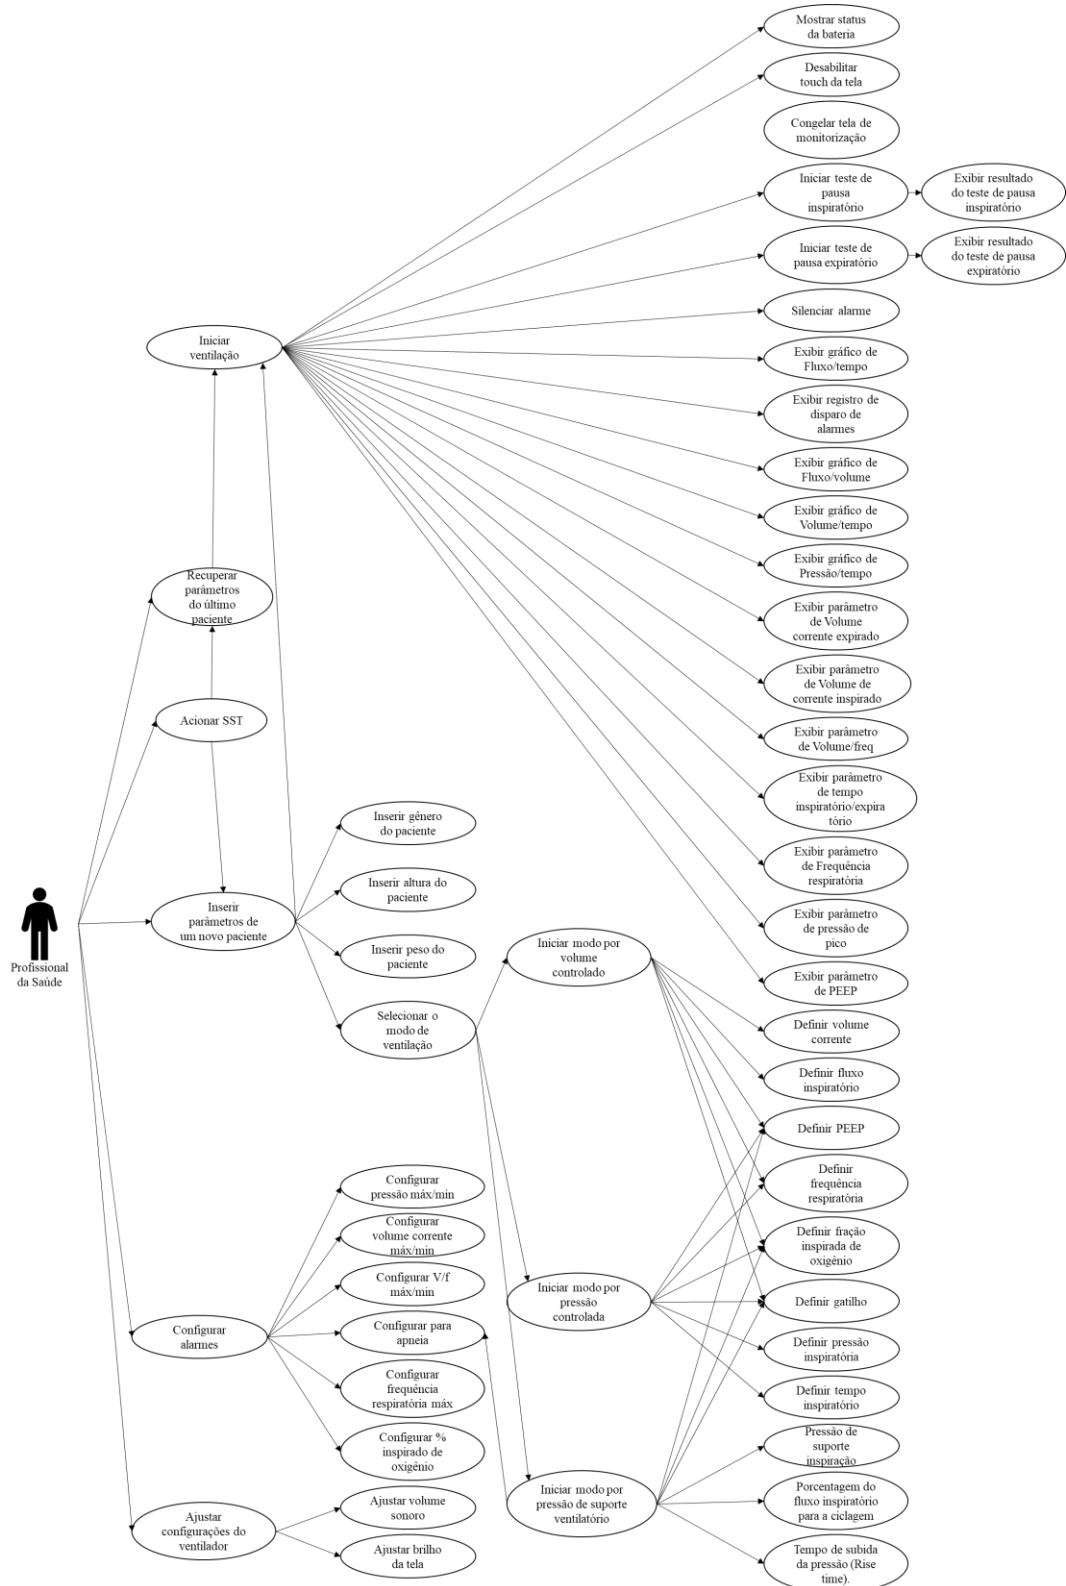 Mostrar status
da bateria
Desabilitar
touch da tela
Congelar tela de
monitorização
Iniciar teste de
pausa
inspiratório
Exibir resultado
do teste de pausa
inspiratório
Iniciar teste de
pausa expiratório
Exibir resultado
do teste de pausa
expiratório
Silenciar alarme
Iniciar
ventilação
Exibir gráfico de
Fluxo/tempo
Exibir registro de
disparo de
alarmes
Exibir gráfico de
Fluxo/volume
Exibir gráfico de
Volume/tempo
Exibir gráfico de
Pressão/tempo
Recuperar
parâmetros
do último
paciente
Exibir parâmetro
de Volume
corrente expirado
Exibir parâmetro
de Volume de
corrente inspirado
Acionar SST
Exibir parâmetro
de Volume/freq
Exibir parâmetro
de tempo
inspiratório/expira
tório
Inserir gênero
do paciente
Exibir parâmetro
de Frequência
respiratória
Inserir altura do
paciente
Inserir
parâmetros de
um novo paciente
Exibir parâmetro
de pressão de
pico
Inserir peso do
paciente
Iniciar modo por
volume
controlado
Profissional
da Saúde
Exibir parâmetro
de PEEP
Selecionar o
modo de
ventilação
Definir volume
corrente
Definir fluxo
inspiratório
Definir PEEP
Configurar
pressão máx/min
Definir
frequência
respiratória
Configurar
volume corrente
máx/min
Definir fração
inspirada de
oxigênio
Configurar V/f
máx/min
Iniciar modo por
pressão
controlada
Definir gatilho
Configurar
alarmes
Configurar para
apneia
Definir pressão
inspiratória
Configurar
frequência
respiratória máx
Definir tempo
inspiratório
Configurar %
inspirado de
oxigênio
Pressão de
suporte
inspiração
Ajustar
configurações do
ventilador
Ajustar volume
sonoro
Iniciar modo por
pressão de suporte
ventilatório
Porcentagem do
fluxo inspiratório
para a ciclagem
Ajustar brilho
da tela
Tempo de subida
da pressão (Rise
time).